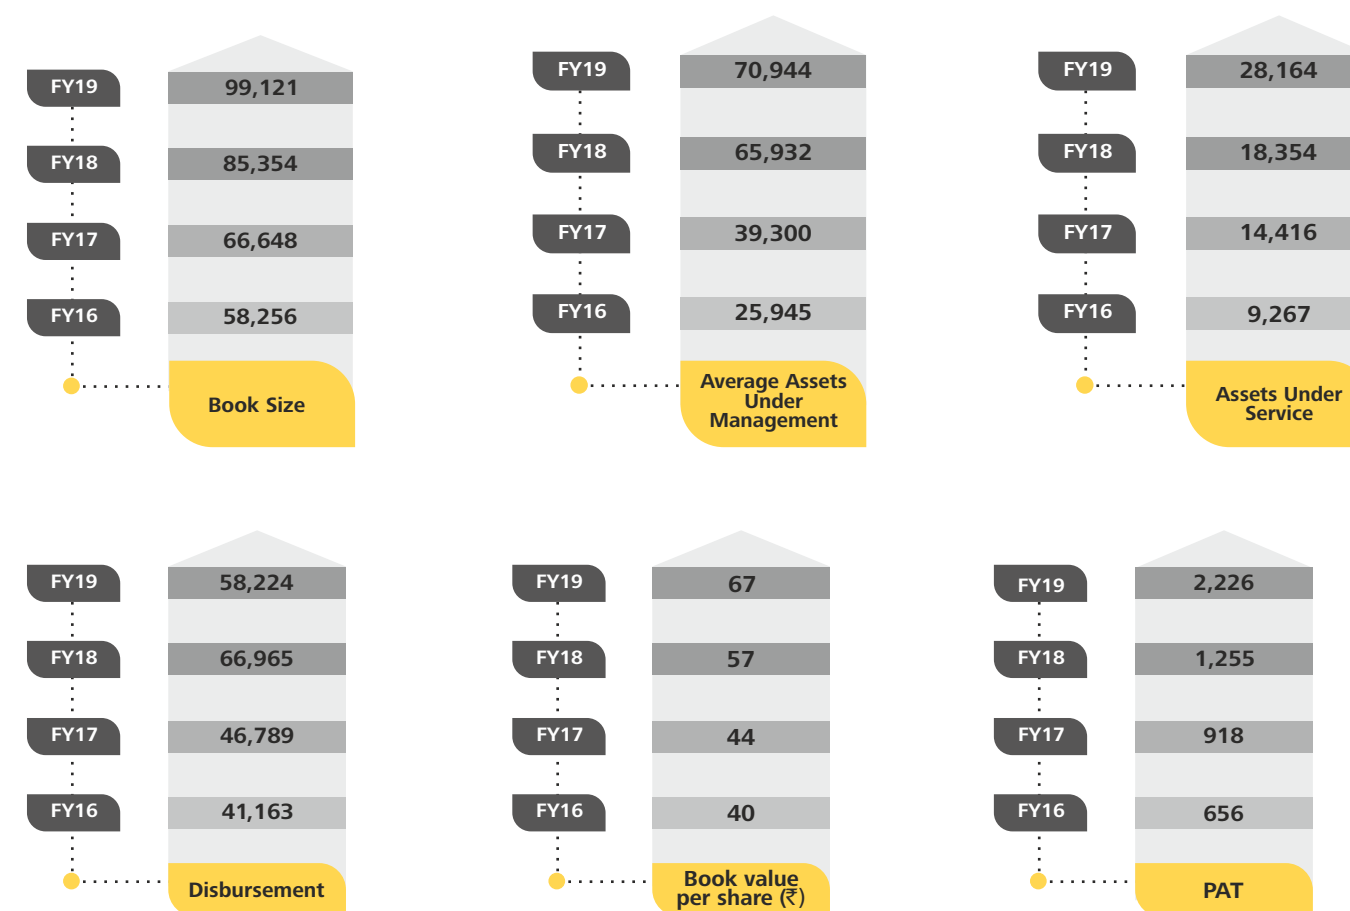 FY19 99,121
FY18 85,354
FY17 66,648
FY16 58,256
Book Size
FY19 70,944
FY18 65,932
FY17 39,300
FY16 25,945
Average Assets
Under
Management
FY19 28,164
FY18 18,354
FY17 14,416
FY16 9,267
Assets Under
Service
FY19 58,224
FY18 66,965
FY17 46,789
FY16 41,163
Disbursement
FY19 67
FY18 57
FY17 44
FY16 40
Book value
per share (₹)
FY19 2,226
FY18 1,255
FY17 918
FY16 656
PAT